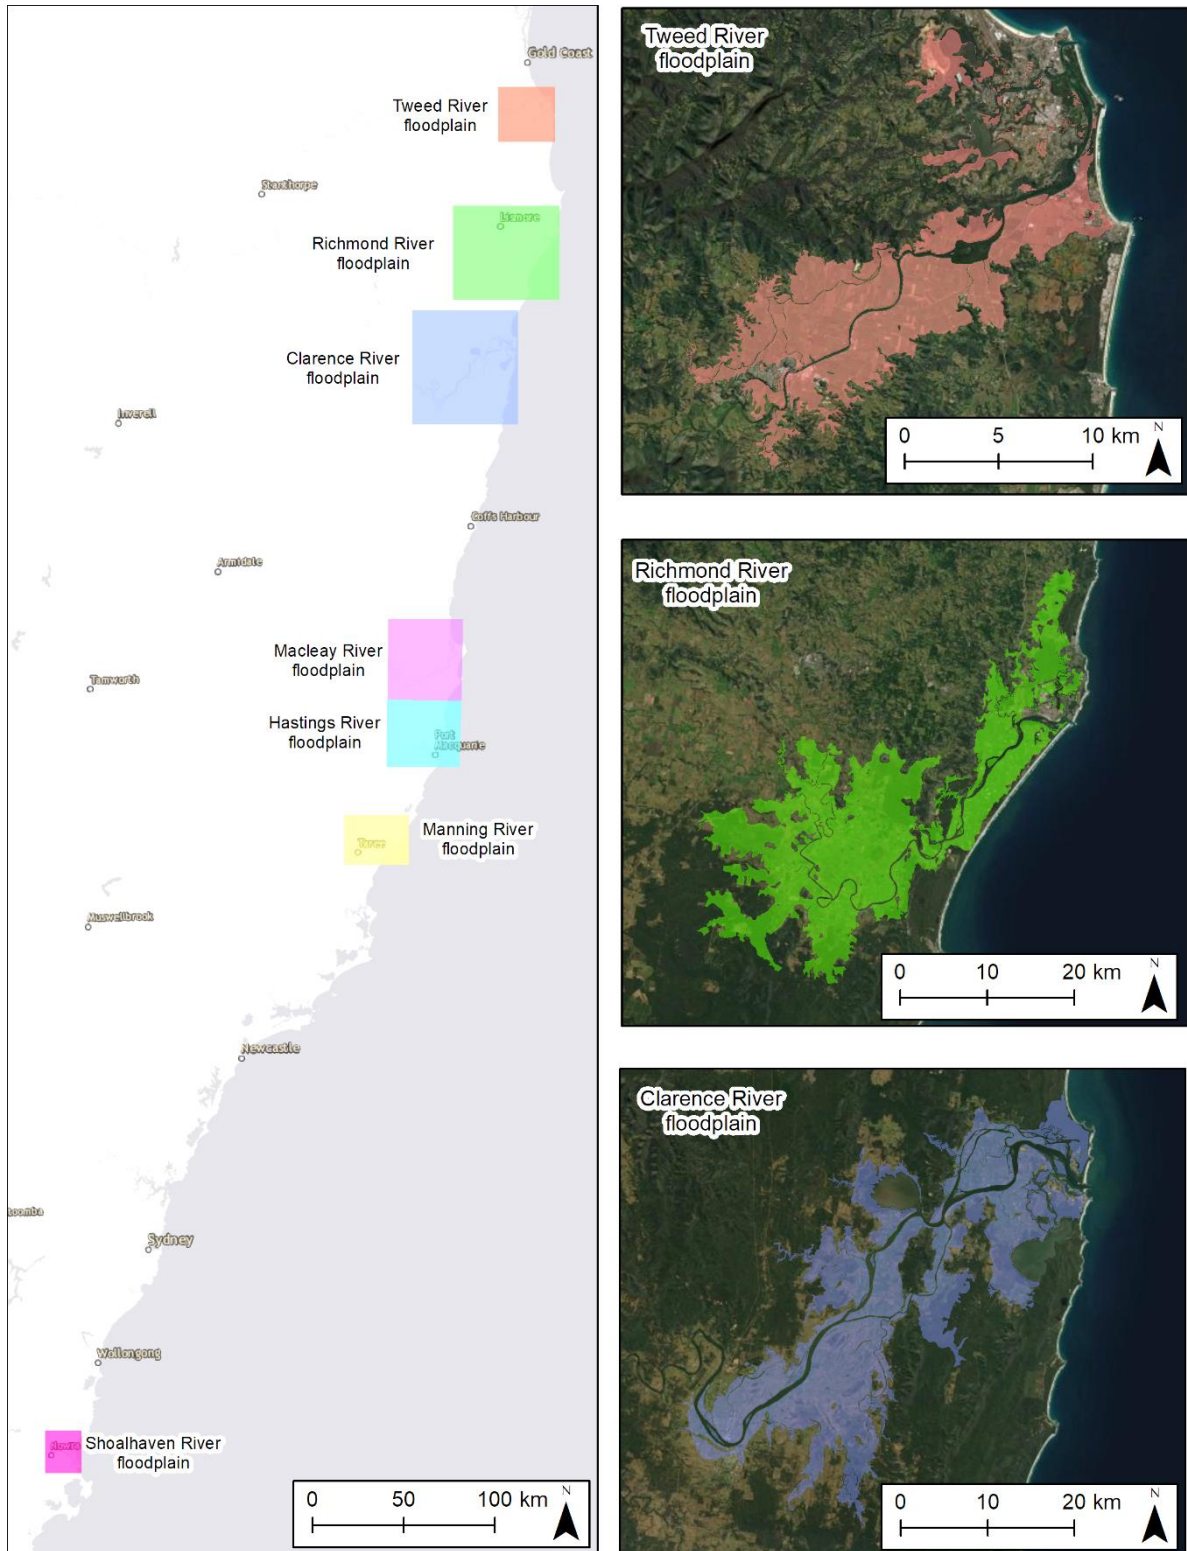 Gold Coast
Tweed River
floodplain
Stanthorpe
Lismore
Richmond River
floodplain
Clarence River
floodplain
Inverell
Coffs Harbour
Armidale
Macleay River
floodplain
Tamworth
Hastings River
floodplain
Port
Macquarie
Manning River
floodplain
Taree
Muswellbrook
Newcastle
toomba
Sydney
Wollongong
Nowra
Shoalhaven River
floodplain
0 50 100 km
N
Tweed River
floodplain
0 5 10 km
N
Richmond River
floodplain
0 10 20 km
N
Clarence River
floodplain
0 10 20 km
N